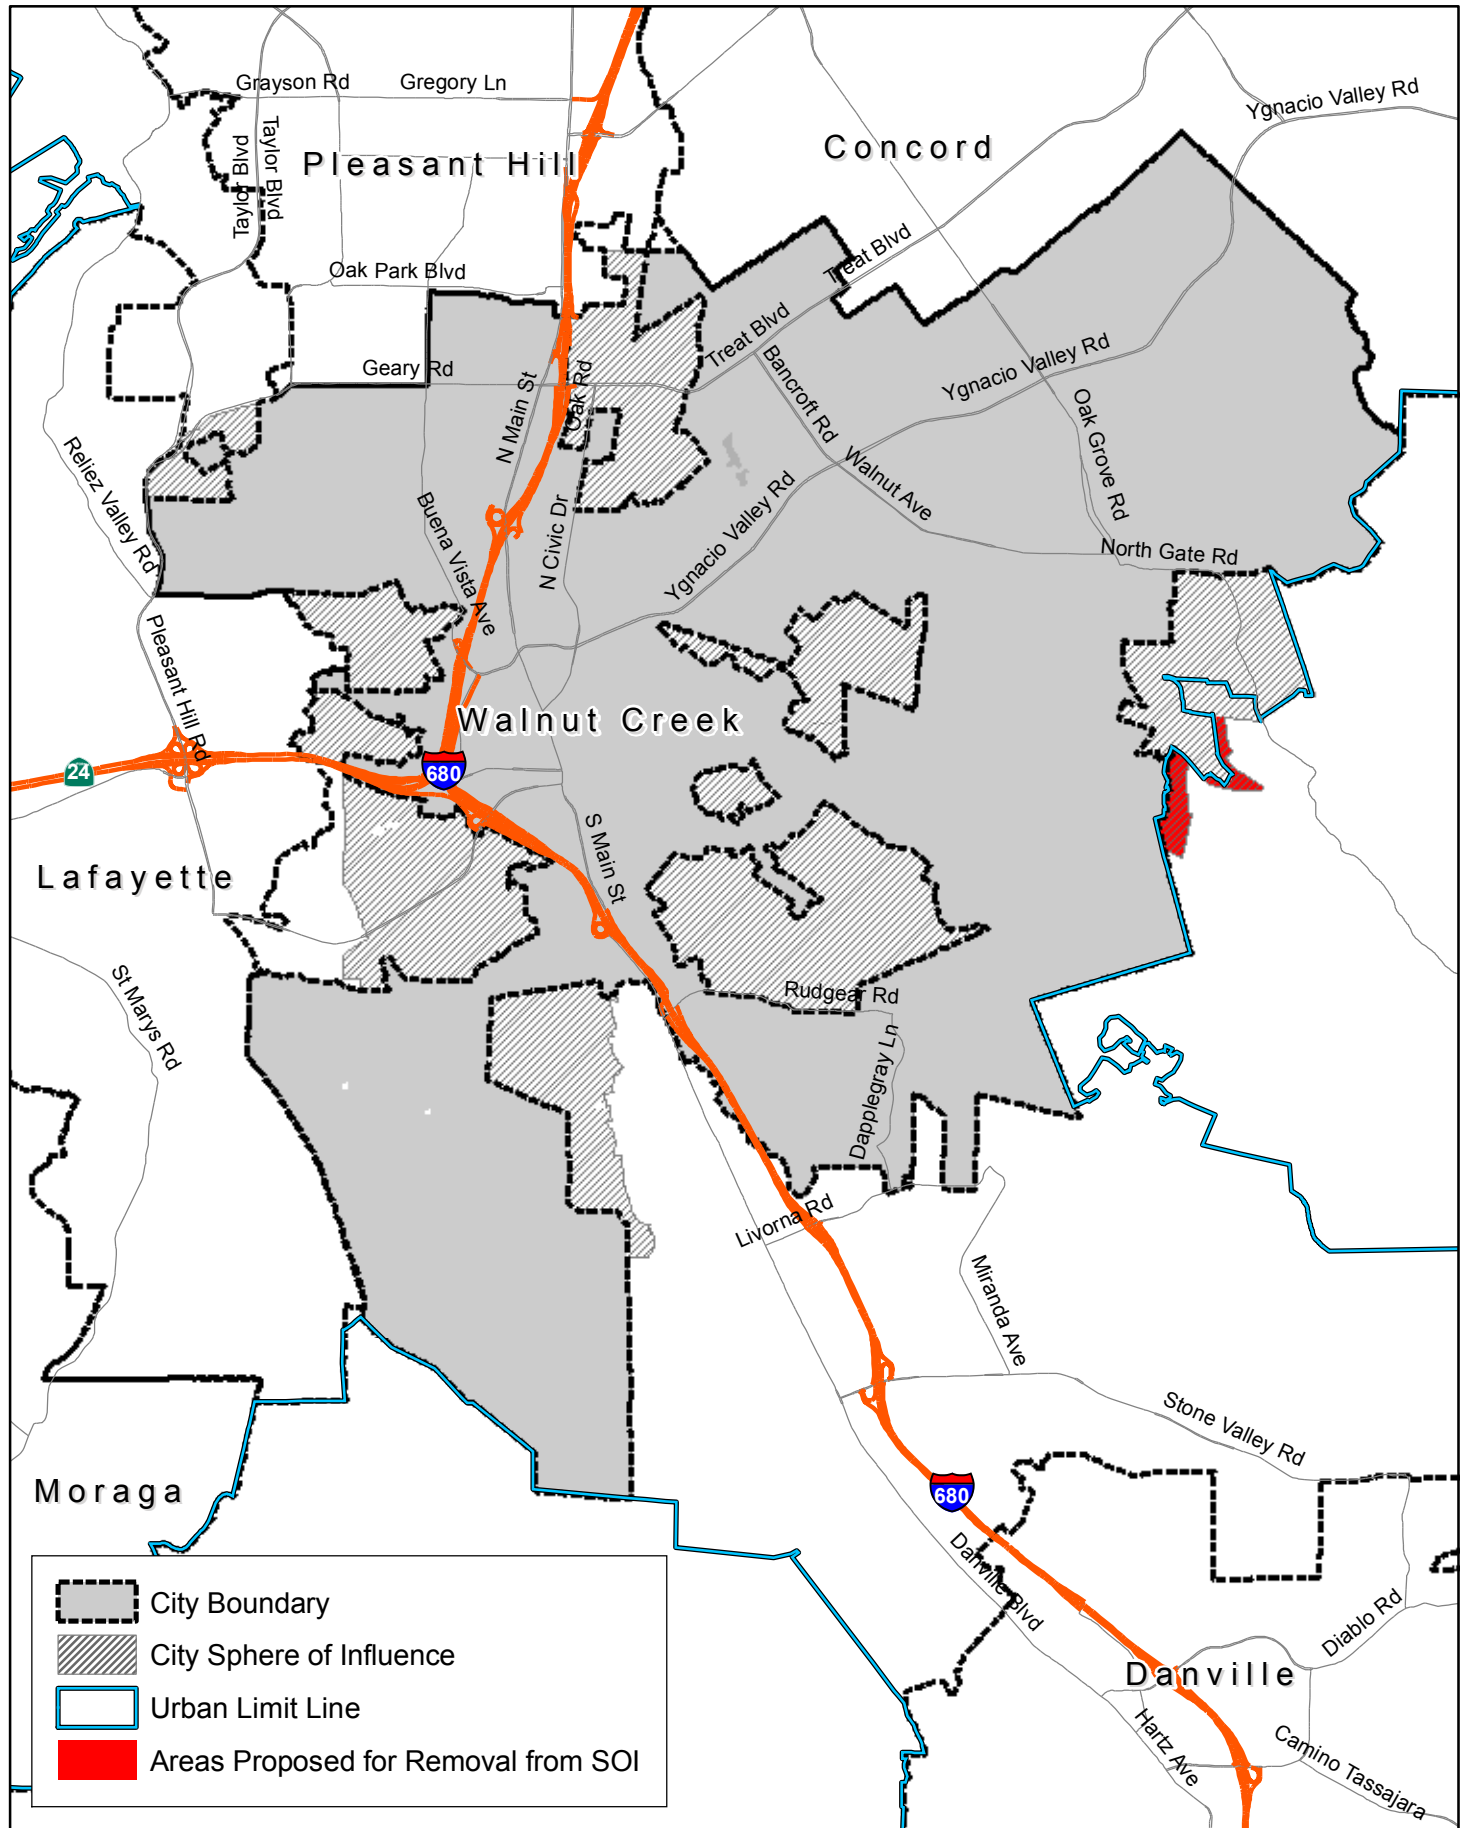 Grayson Rd
Gregory Ln
Ygnacio Valley Rd
Taylor Blvd
Taylor Blvd
Pleasant Hill
Concord
Treat Blvd
Oak Park Blvd
Treat Blvd
Geary Rd
Bancroft Rd
Ygnacio Valley Rd
N Main St
Oak Rd
Oak Grove Rd
Reliez Valley Rd
Walnut Ave
Buena Vista Ave
N Civic Dr
Ygnacio Valley Rd
North Gate Rd
Pleasant Hill Rd
Walnut Creek
24
680
S Main St
Lafayette
St Marys Rd
Rudgear Rd
Dapplegray Ln
Livorna Rd
Miranda Ave
Stone Valley Rd
Moraga
680
Danville Blvd
Diablo Rd
Danville
Hartz Ave
Camino Tassajara
City Boundary
City Sphere of Influence
Urban Limit Line
Areas Proposed for Removal from SOI